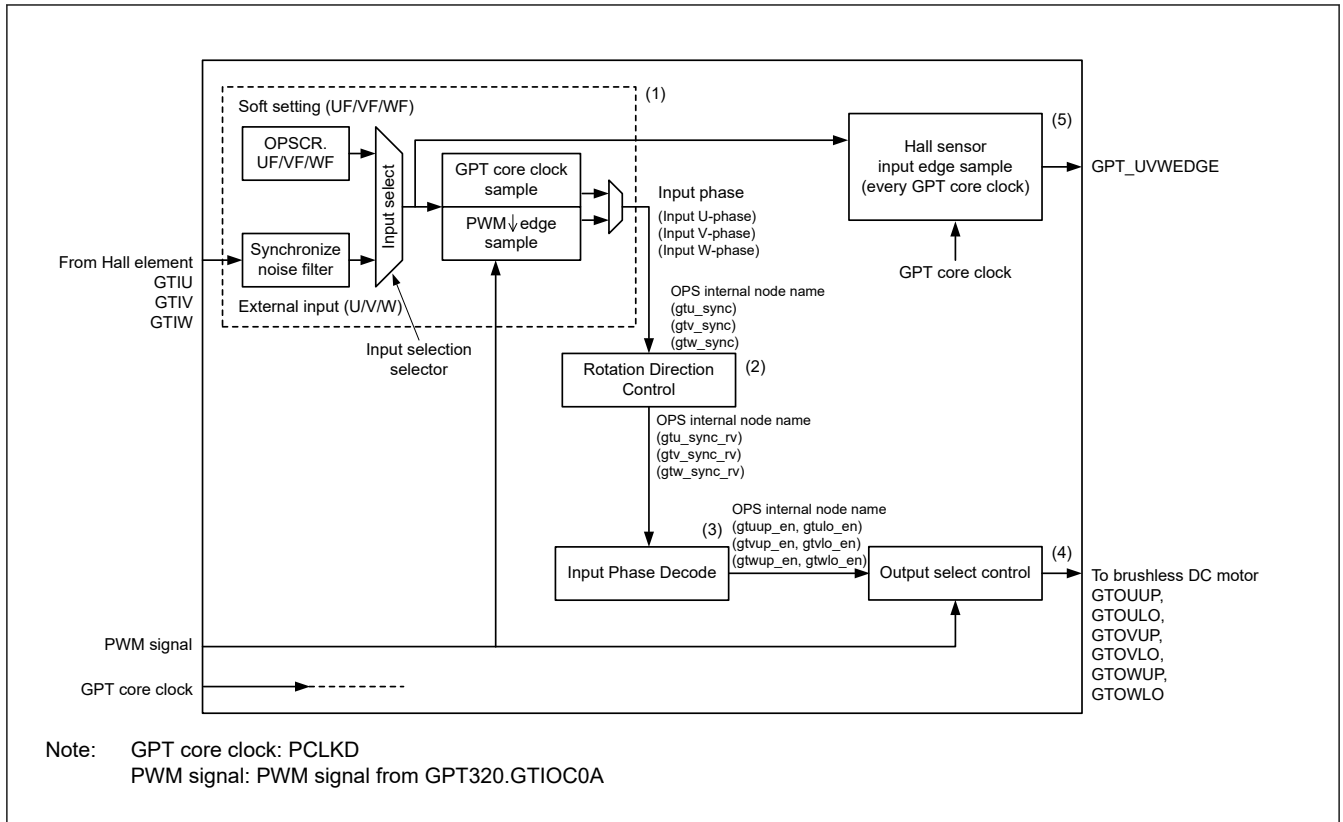 Soft setting (UF/VF/WF)
(1)
OPSCR.
UF/VF/WF
Input select
GPT core clock
sample
PWM↓edge
sample
Synchronize
noise filter
External input (U/V/W)
From Hall element
GTIU
GTIV
GTIW
Input selection
selector
Input phase
(Input U-phase)
(Input V-phase)
(Input W-phase)
(5)
Hall sensor
input edge sample
(every GPT core clock)
GPT_UVWEDGE
GPT core clock
OPS internal node name
(gtu_sync)
(gtv_sync)
(gtw_sync)
Rotation Direction
Control
(2)
OPS internal node name
(gtu_sync_rv)
(gtv_sync_rv)
(gtw_sync_rv)
OPS internal node name
(gtuup_en, gtulo_en)
(gtvup_en, gtvlo_en)
(gtwup_en, gtwlo_en)
(3)
Input Phase Decode
Output select control
(4)
To brushless DC motor
GTOUUP,
GTOULO,
GTOVUP,
GTOVLO,
GTOWUP,
GTOWLO
PWM signal
GPT core clock
Note: GPT core clock: PCLKD
PWM signal: PWM signal from GPT320.GTIOC0A